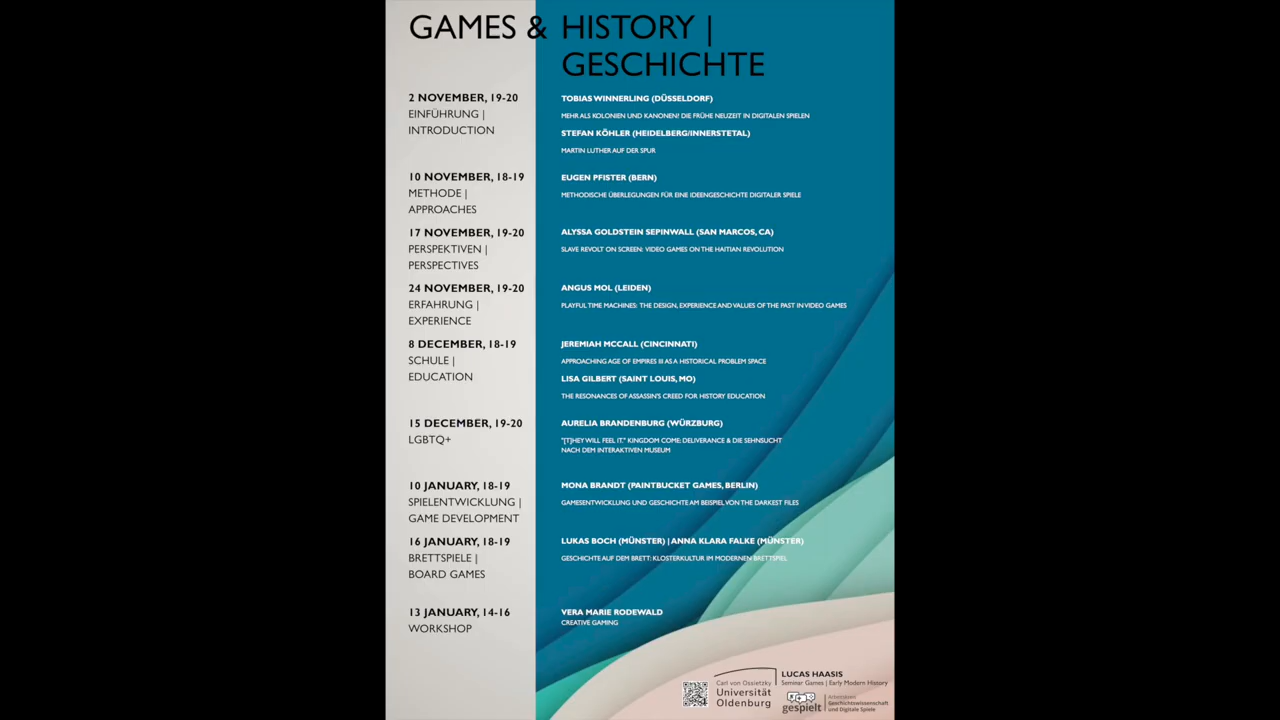 GAMES & HISTORY |
GESCHICHTE
2 NOVEMBER, 19-20
EINFÜHRUNG |
INTRODUCTION
TOBIAS WINNERLING (DÜSSELDORF)
MEHR ALS KOLONIEN UND KANONEN? DIE FRÜHE NEUZEIT IN DIGITALEN SPIELEN
STEFAN KÖHLER (HEIDELBERG/INNERSTETAL)
MARTIN LUTHER AUF DER SPUR
10 NOVEMBER, 18-19
METHODE |
APPROACHES
EUGEN PFISTER (BERN)
METHODISCHE ÜBERLEGUNGEN FÜR EINE IDEENGESCHICHTE DIGITALER SPIELE
17 NOVEMBER, 19-20
PERSPEKTIVEN |
PERSPECTIVES
ALYSSA GOLDSTEIN SEPINWALL (SAN MARCOS, CA)
SLAVE REVOLT ON SCREEN: VIDEO GAMES ON THE HAITIAN REVOLUTION
24 NOVEMBER, 19-20
ERFAHRUNG |
EXPERIENCE
ANGUS MOL (LEIDEN)
PLAYFUL TIME MACHINES: THE DESIGN, EXPERIENCE AND VALUES OF THE PAST IN VIDEO GAMES
8 DECEMBER, 18-19
SCHULE |
EDUCATION
JEREMIAH MCCALL (CINCINNATI)
APPROACHING AGE OF EMPIRES III AS A HISTORICAL PROBLEM SPACE
LISA GILBERT (SAINT LOUIS, MO)
THE RESONANCES OF ASSASSIN'S CREED FOR HISTORY EDUCATION
15 DECEMBER, 19-20
LGBTQ+
AURELIA BRANDENBURG (WÜRZBURG)
"[T]HEY WILL FEEL IT." KINGDOM COME: DELIVERANCE & DIE SEHNSUCHT
NACH DEM INTERAKTIVEN MUSEUM
10 JANUARY, 18-19
SPIELENTWICKLUNG |
GAME DEVELOPMENT
MONA BRANDT (PAINTBUCKET GAMES, BERLIN)
GAMESENTWICKLUNG UND GESCHICHTE AM BEISPIEL VON THE DARKEST FILES
16 JANUARY, 18-19
BRETTSPIELE |
BOARD GAMES
LUKAS BOCH (MÜNSTER) | ANNA KLARA FALKE (MÜNSTER)
GESCHICHTE AUF DEM BRETT: KLOSTERKULTUR IM MODERNEN BRETTSPIEL
13 JANUARY, 14-16
WORKSHOP
VERA MARIE RODEWALD
CREATIVE GAMING
Carl von Ossietzky
Universität
Oldenburg
LUCAS HAASIS
Seminar Games | Early Modern History
gespielt
Arbeitskreis
Geschichtswissenschaft
und Digitale Spiele